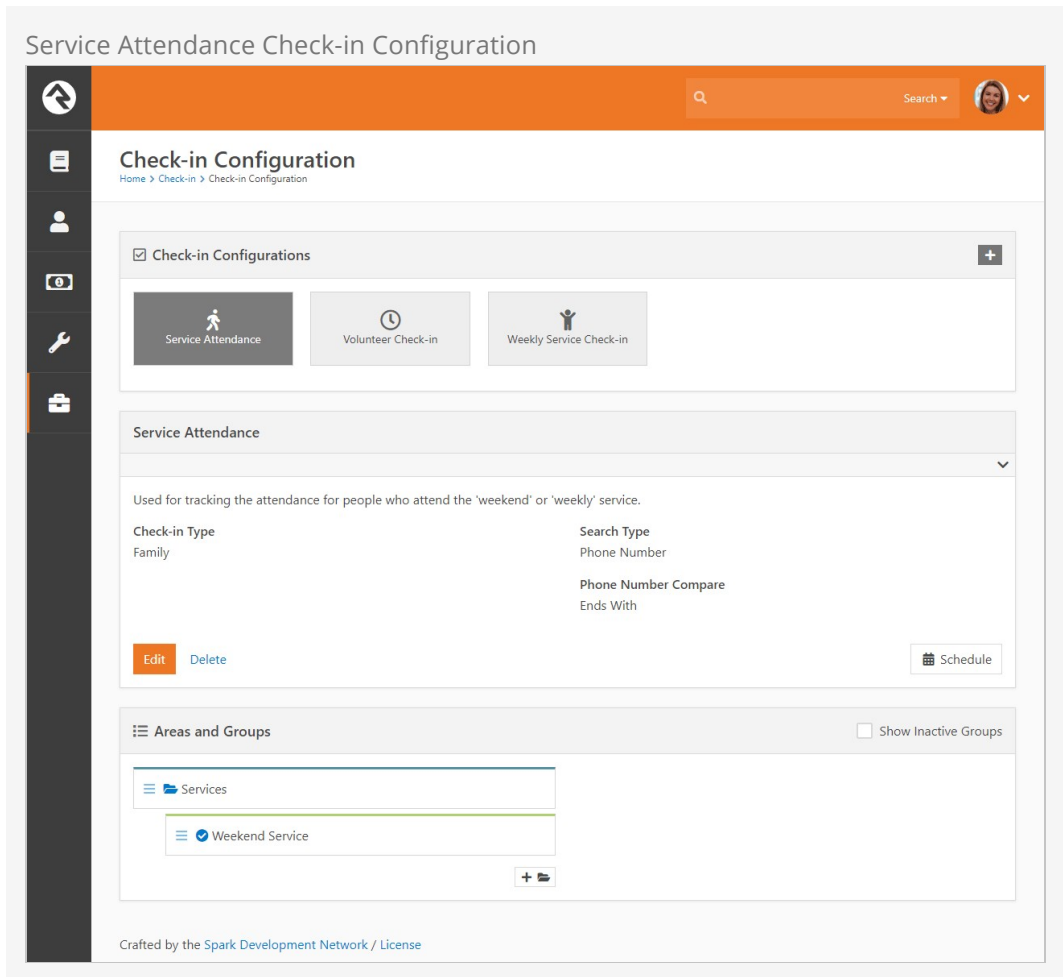 Service Attendance Check-in Configuration
Search
Check-in Configuration
Home > Check-in > Check-in Configuration
Check-in Configurations
Service Attendance
Volunteer Check-in
Weekly Service Check-in
Service Attendance
Used for tracking the attendance for people who attend the 'weekend' or 'weekly' service.
Check-in Type
Family
Search Type
Phone Number
Phone Number Compare
Ends With
Edit Delete
Schedule
Areas and Groups
Show Inactive Groups
Services
Weekend Service
Crafted by the Spark Development Network / License